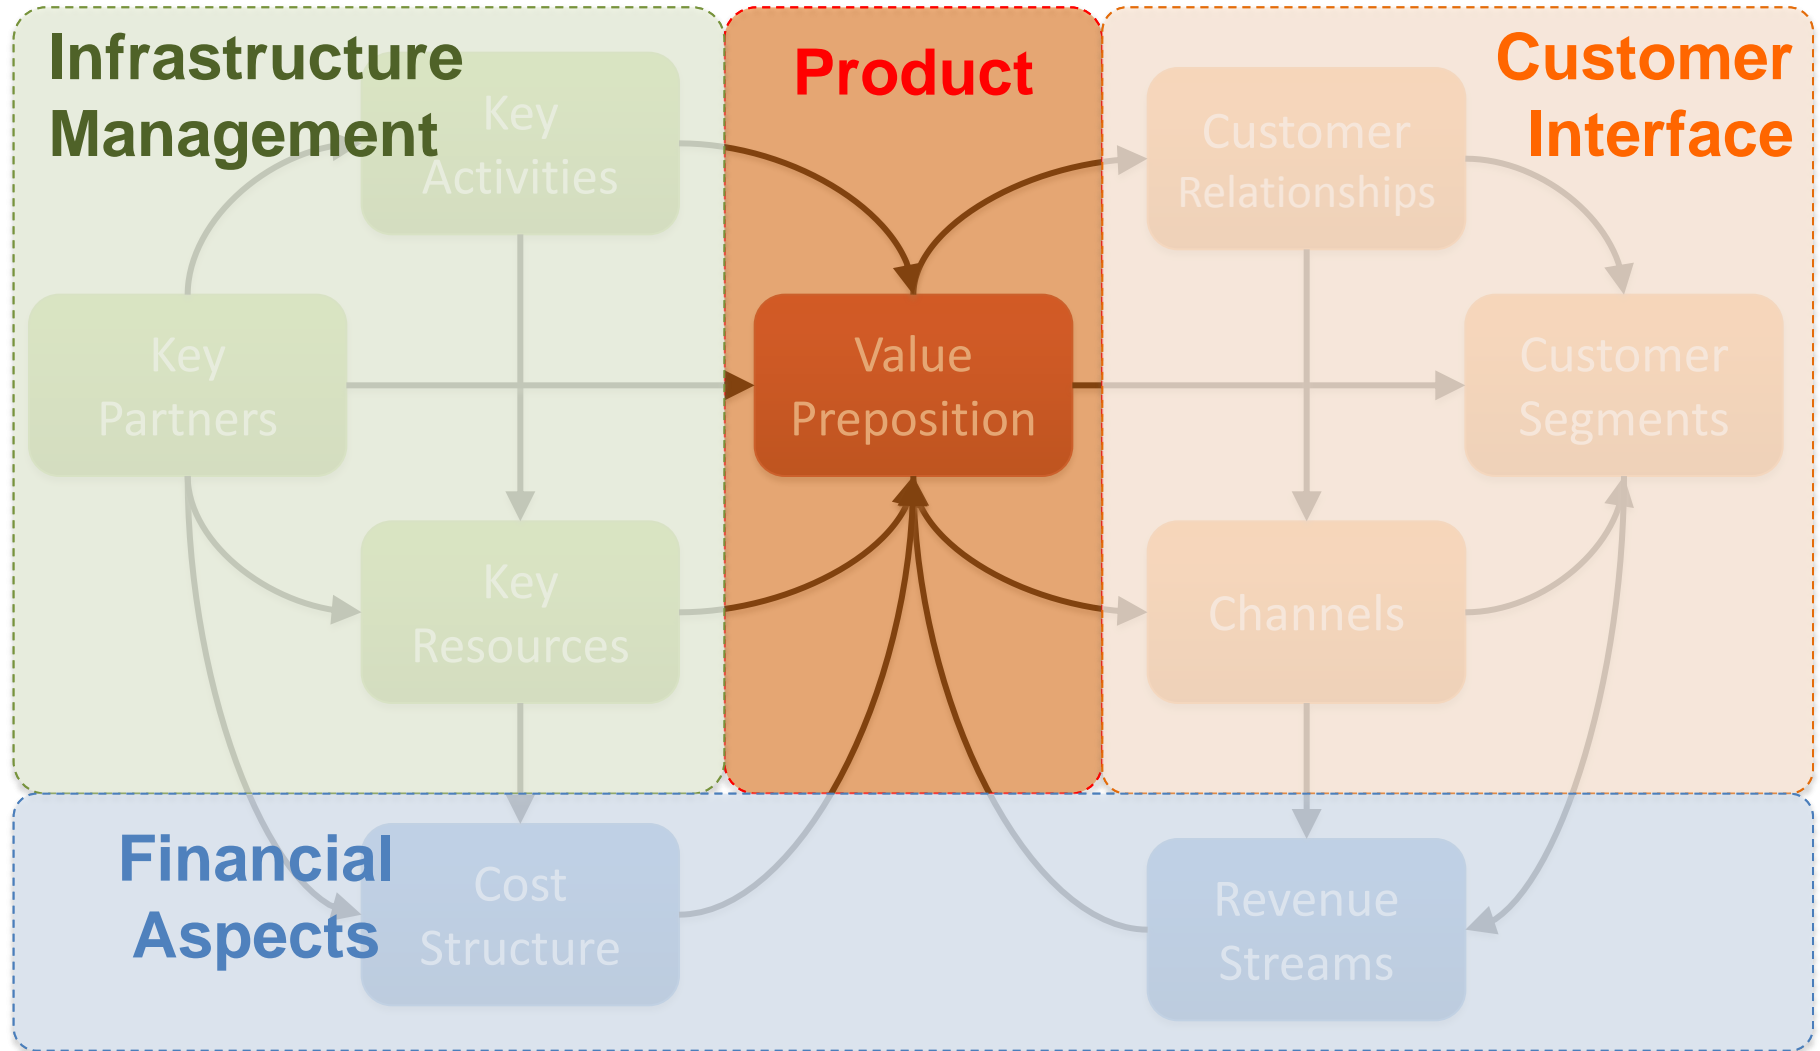 Infrastructure
Management
Product
Customer
Interface
Key
Activities
Customer
Relationships
Key
Partners
Value
Preposition
Customer
Segments
Key
Resources
Channels
Financial
Aspects
Cost
Structure
Revenue
Streams